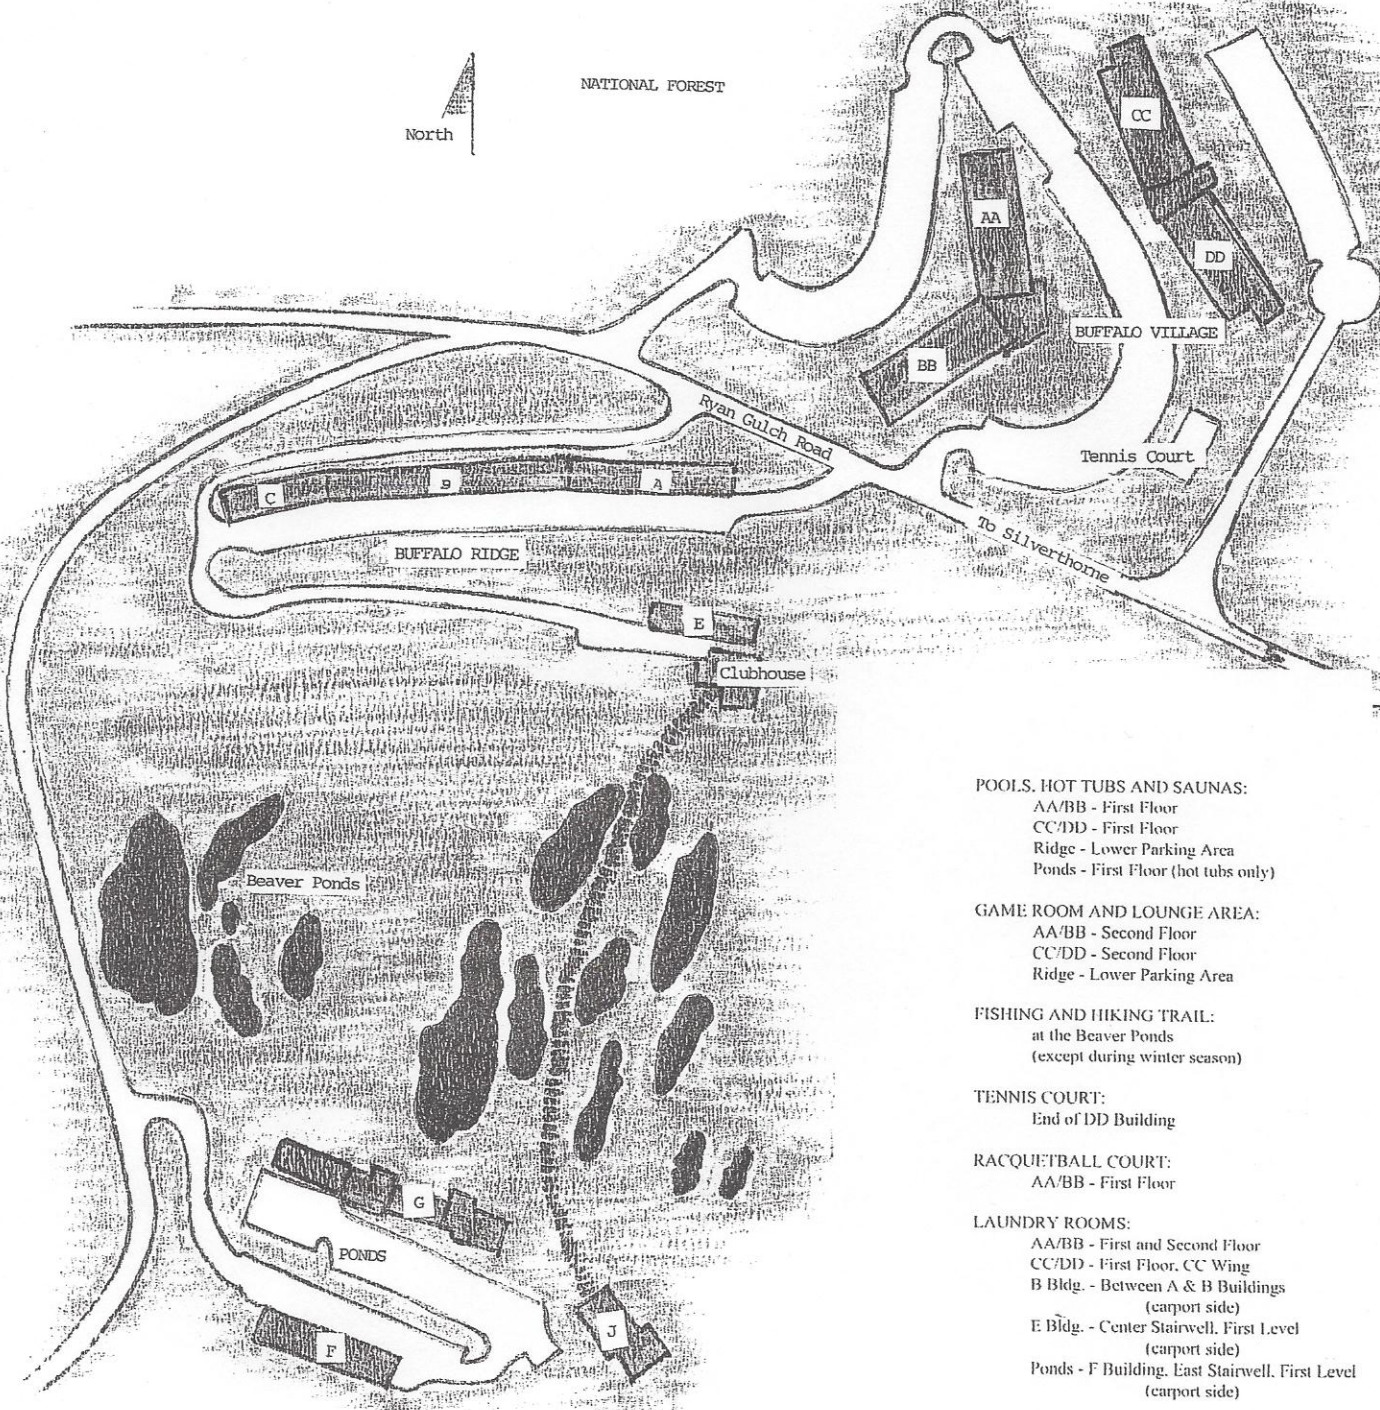 NATIONAL FOREST
North
CC
AA
DD
BUFFALO VILLAGE
BB
Ryan Gulch Road
Tennis Court
C
B
A
To Silverthorne
BUFFALO RIDGE
E
Clubhouse
Beaver Ponds
G
PONDS
F
J
POOLS, HOT TUBS AND SAUNAS:
AA/BB - First Floor
CC/DD - First Floor
Ridge - Lower Parking Area
Ponds - First Floor (hot tubs only)
GAME ROOM AND LOUNGE AREA:
AA/BB - Second Floor
CC/DD - Second Floor
Ridge - Lower Parking Area
FISHING AND HIKING TRAIL:
at the Beaver Ponds
(except during winter season)
TENNIS COURT:
End of DD Building
RACQUETBALL COURT:
AA/BB - First Floor
LAUNDRY ROOMS:
AA/BB - First and Second Floor
CC/DD - First Floor, CC Wing
B Bldg. - Between A & B Buildings
(carport side)
E Bldg. - Center Stairwell, First Level
(carport side)
Ponds - F Building, East Stairwell, First Level
(carport side)